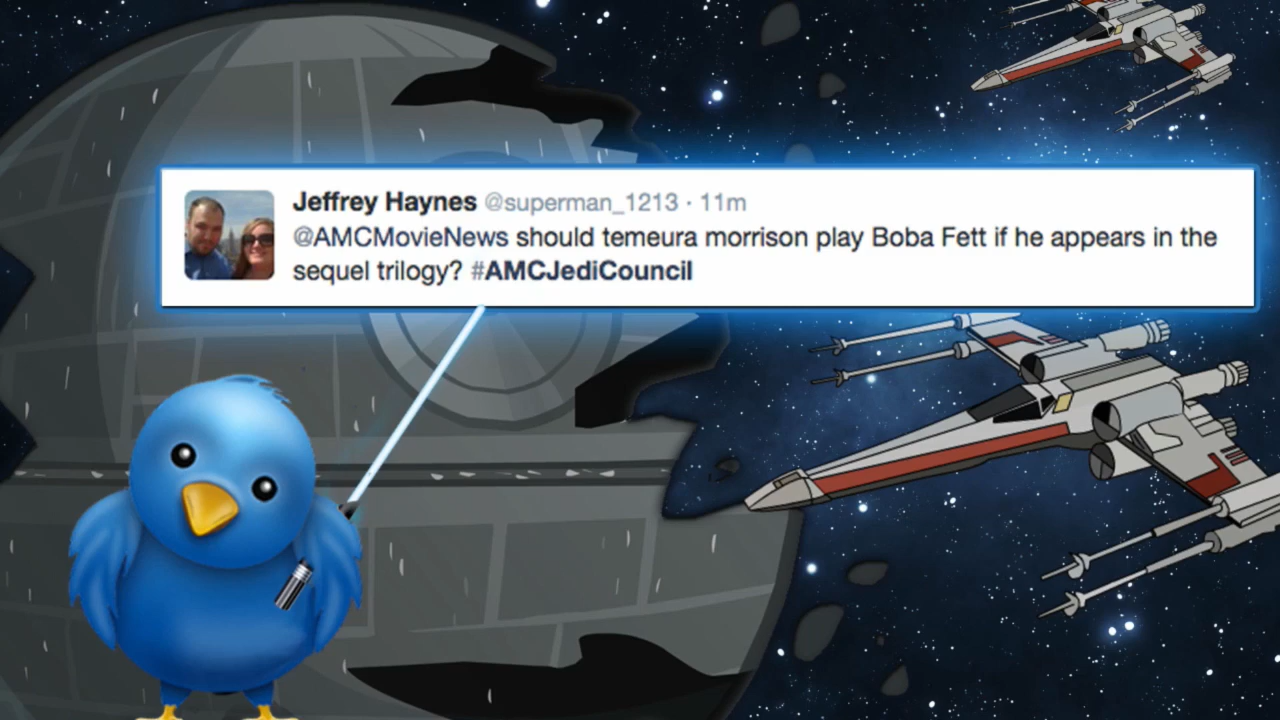 Jeffrey Haynes @superman_1213 · 11m
@AMCMovieNews should temeura morrison play Boba Fett if he appears in the
sequel trilogy? #AMCJediCouncil